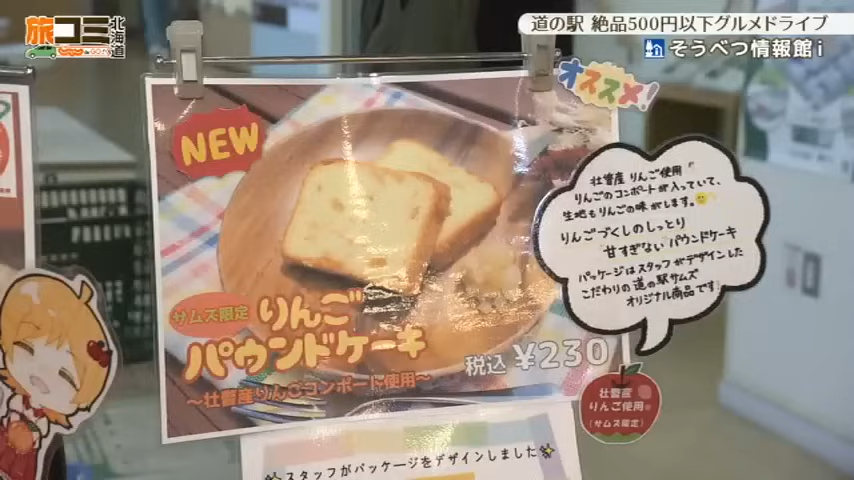 旅コミ北海道
道の駅 絶品500円以下グルメドライブ
そうべつ情報館i
オススメ!
NEW
サムズ限定
りんご
パウンドケーキ
〜壮瞥産りんごコンポート使用〜
税込 ¥230
壮瞥産りんご使用
りんごのコンポートが入っていて、
生地もりんごの味がします。
りんごづくしのしっとり
甘すぎないパウンドケーキ
パッケージはスタッフがデザインした
こだわりの道の駅サムズ
オリジナル商品です!
壮瞥産
りんご使用
(サムズ限定)
スタッフがパッケージをデザインしました